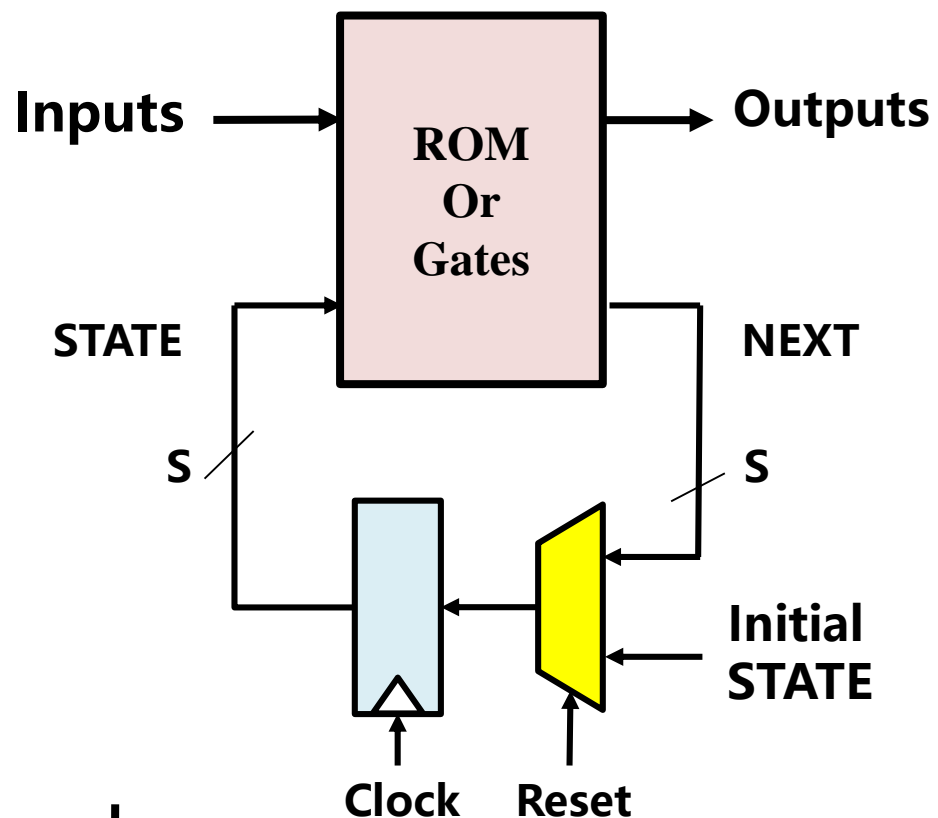 Inputs
ROM
Or
Gates
Outputs
STATE
NEXT
S
S
Initial
STATE
Clock
Reset